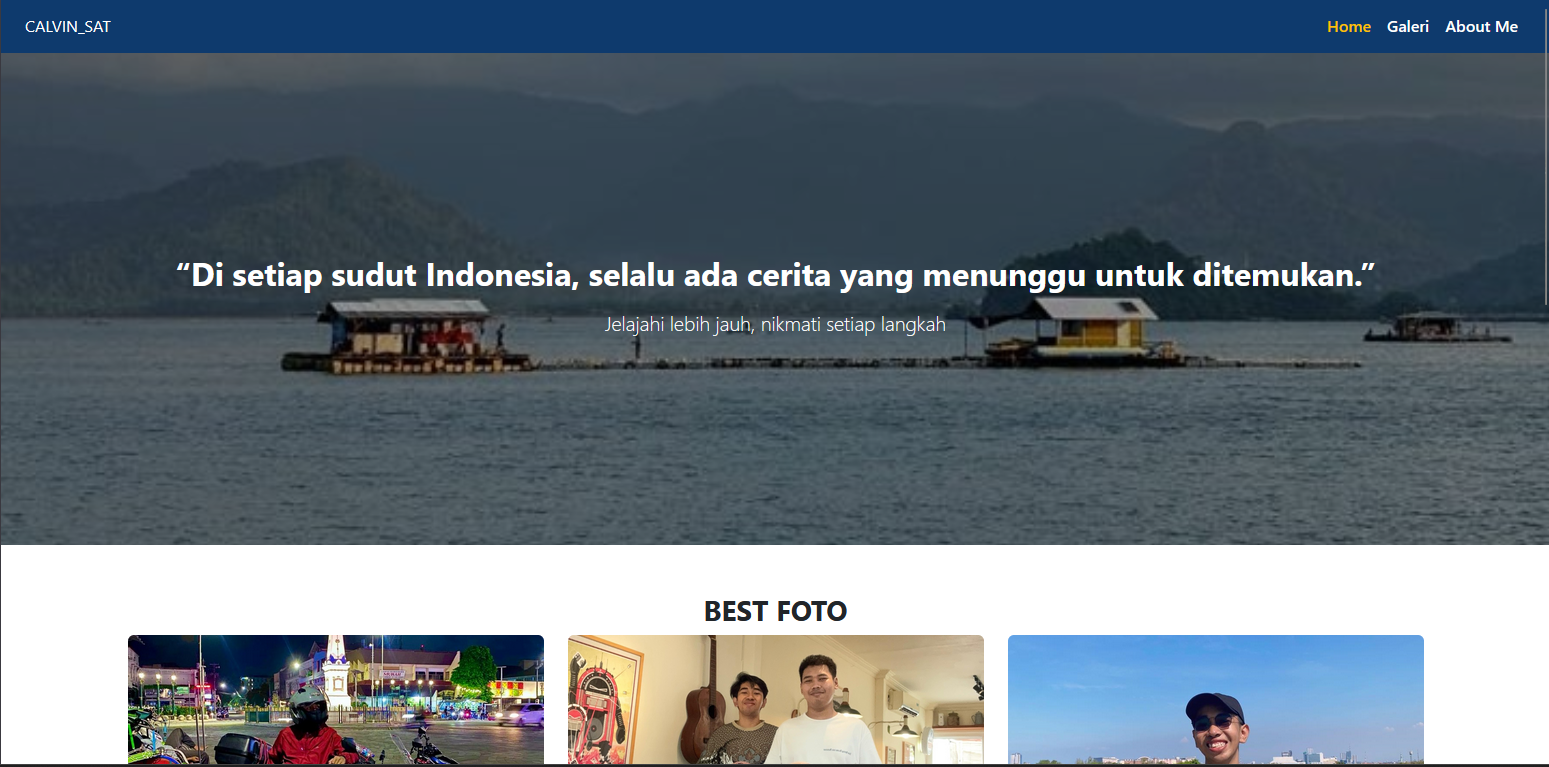 CALVIN_SAT
Home Galeri About Me
“Di setiap sudut Indonesia, selalu ada cerita yang menunggu untuk ditemukan.”
Jelajahi lebih jauh, nikmati setiap langkah
BEST FOTO